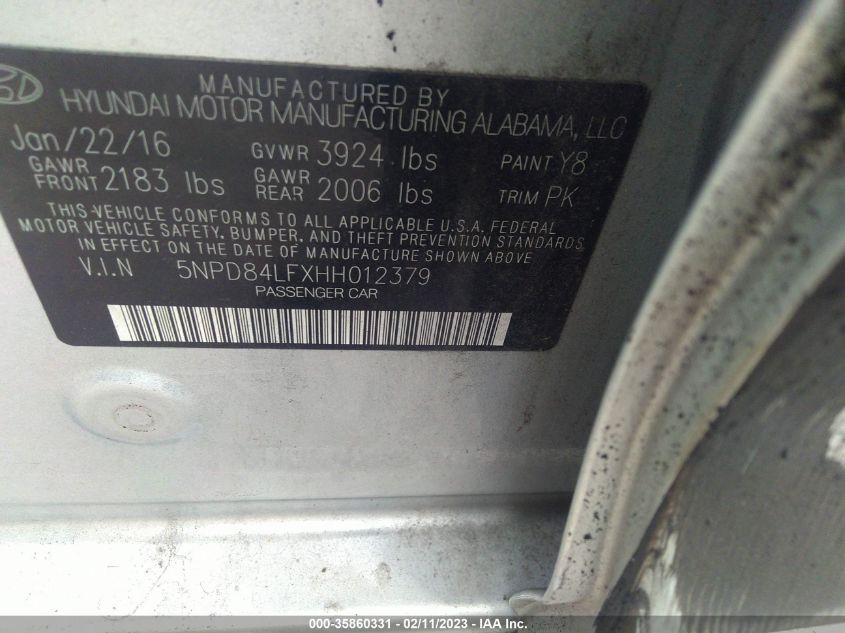 MANUFACTURED BY
HYUNDAI MOTOR MANUFACTURING ALABAMA, LLC
Jan/22/16 GVWR 3924 lbs PAINT Y8
GAWR FRONT 2183 lbs GAWR REAR 2006 lbs TRIM PK
THIS VEHICLE CONFORMS TO ALL APPLICABLE U.S.A. FEDERAL
MOTOR VEHICLE SAFETY, BUMPER, AND THEFT PREVENTION STANDARDS
IN EFFECT ON THE DATE OF MANUFACTURE SHOWN ABOVE.
V.I.N 5NPD84LFXHH012379
PASSENGER CAR
000-35860331 - 02/11/2023 - IAAI Inc.